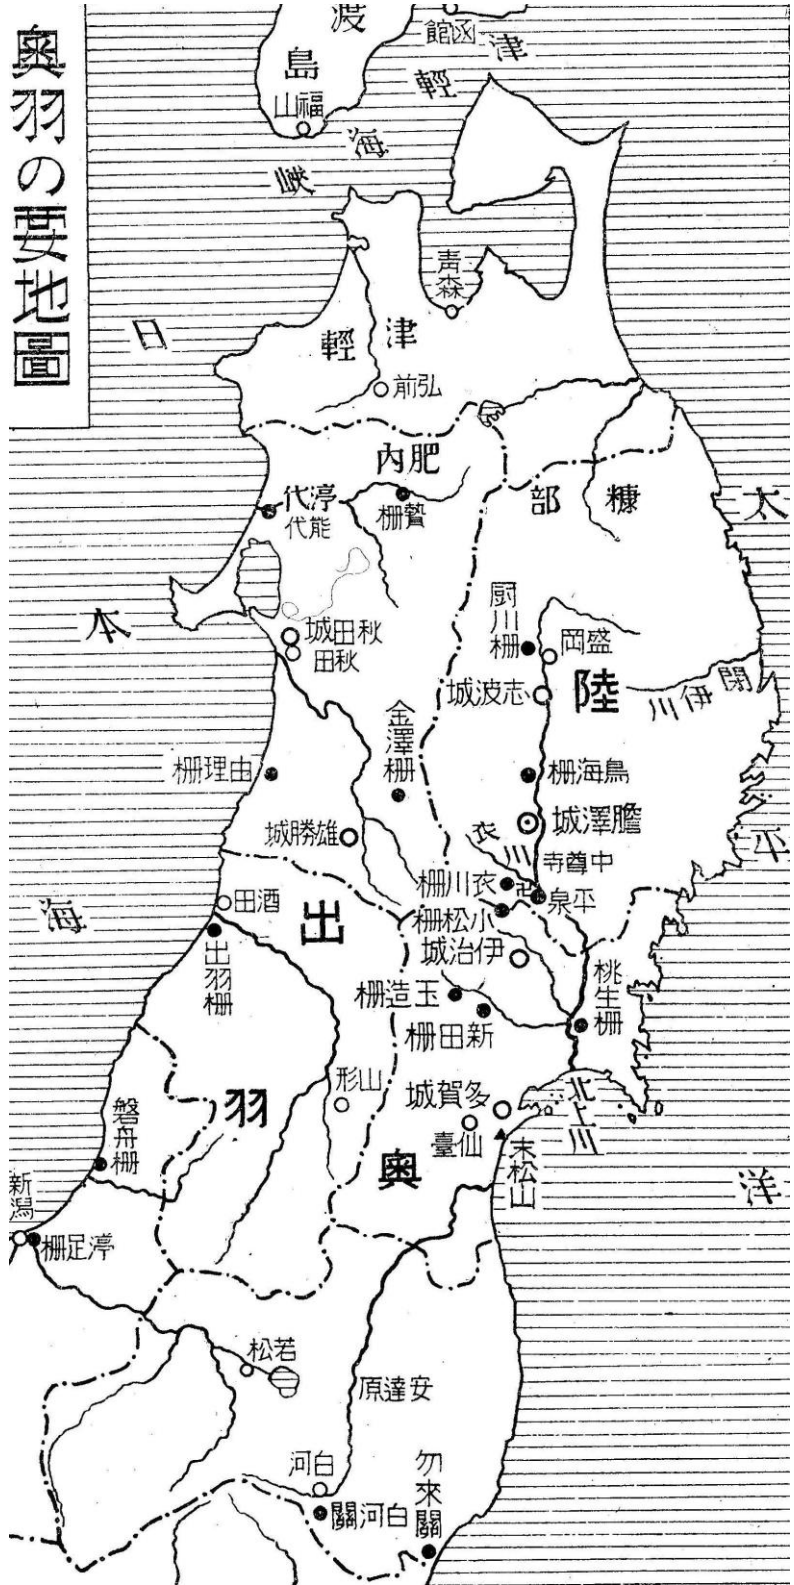 奥羽の要地圖
渡島
函館
福山
津輕海峽
青森
津輕
弘前
肥内
糠部
渟代
能代
贄柵
日本海
太平洋
秋田城
秋田
厨川柵
盛岡
志波城
陸奥
閉伊川
金澤柵
由理柵
鳥海柵
膽澤城
雄勝城
衣川
中尊寺
衣川柵
卍
平泉
小松柵
伊治城
酒田
出羽
出羽柵
玉造柵
新田柵
桃生柵
山形
多賀城
仙臺
末松山
北上川
磐舟柵
新潟
渟足柵
若松
安達原
白河
白河關
勿來關